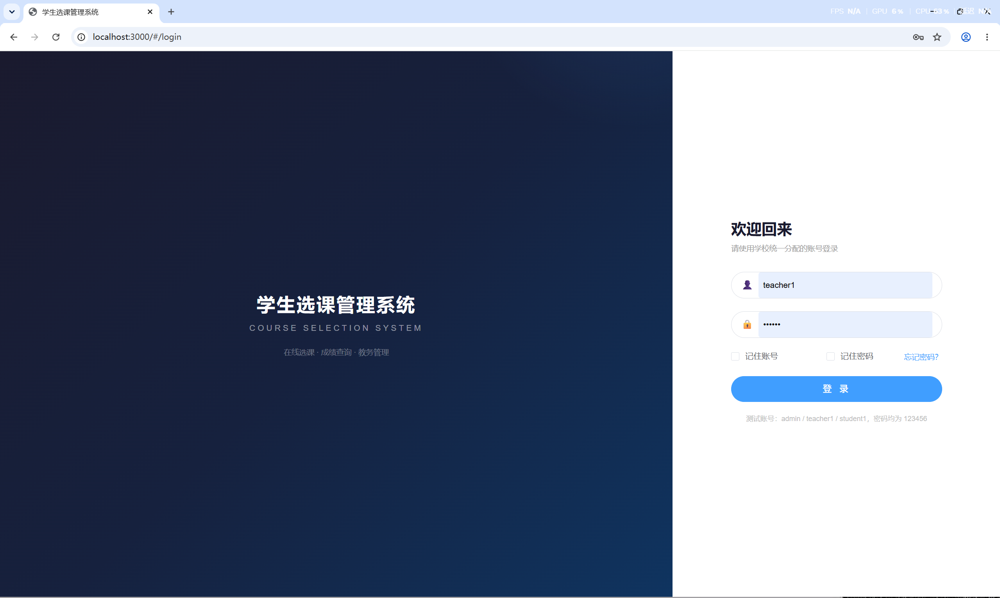 学生选课管理系统
FPS N/A | GPU 6% | CPU 63% | 延迟 N/A
localhost:3000/#/login
学生选课管理系统
COURSE SELECTION SYSTEM
在线选课 · 成绩查询 · 教务管理
欢迎回来
请使用学校统一分配的账号登录
teacher1
••••••
记住账号
记住密码
忘记密码?
登 录
测试账号：admin / teacher1 / student1，密码均为 123456